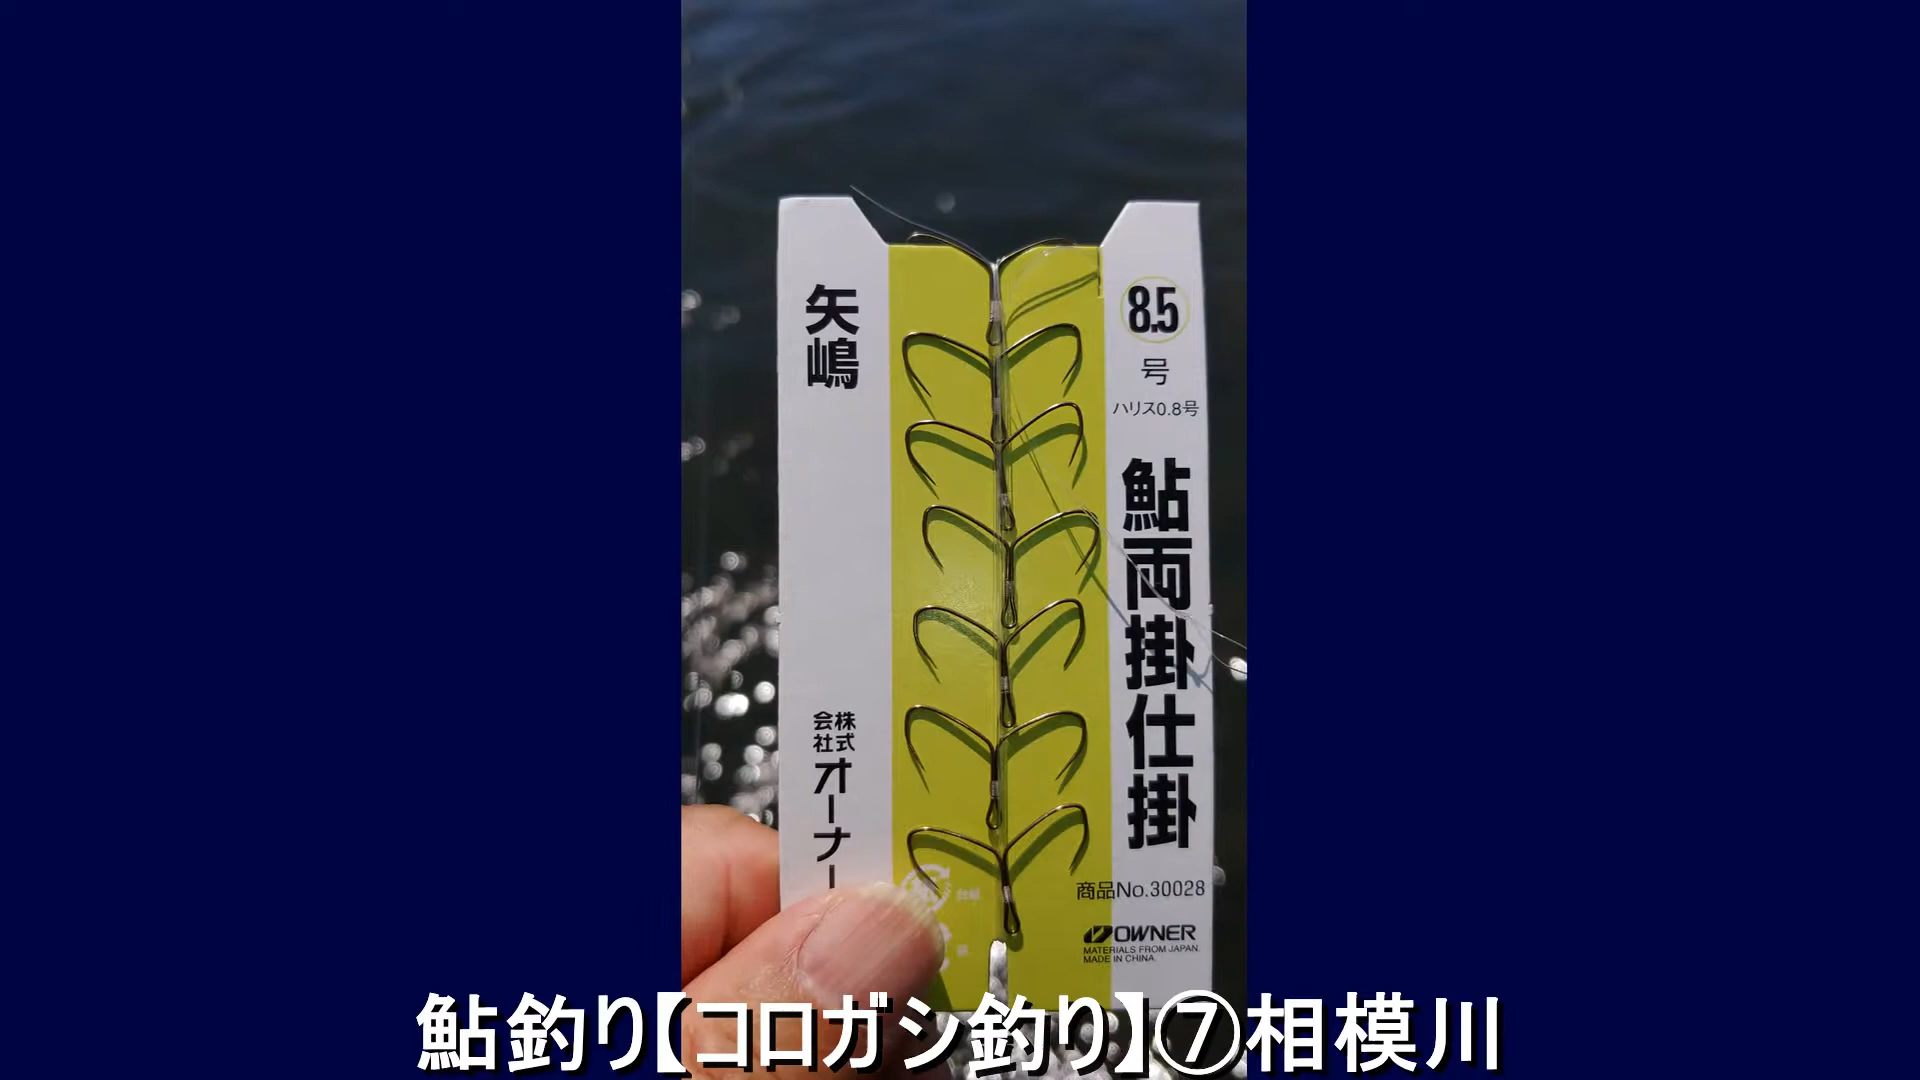 矢嶋
8.5
号
ハリス0.8号
鮎両掛仕掛
株式
会社
オーナー
商品No.30028
OWNER
MATERIALS FROM JAPAN.
MADE IN CHINA.
鮎釣り【コロガシ釣り】⑦相模川